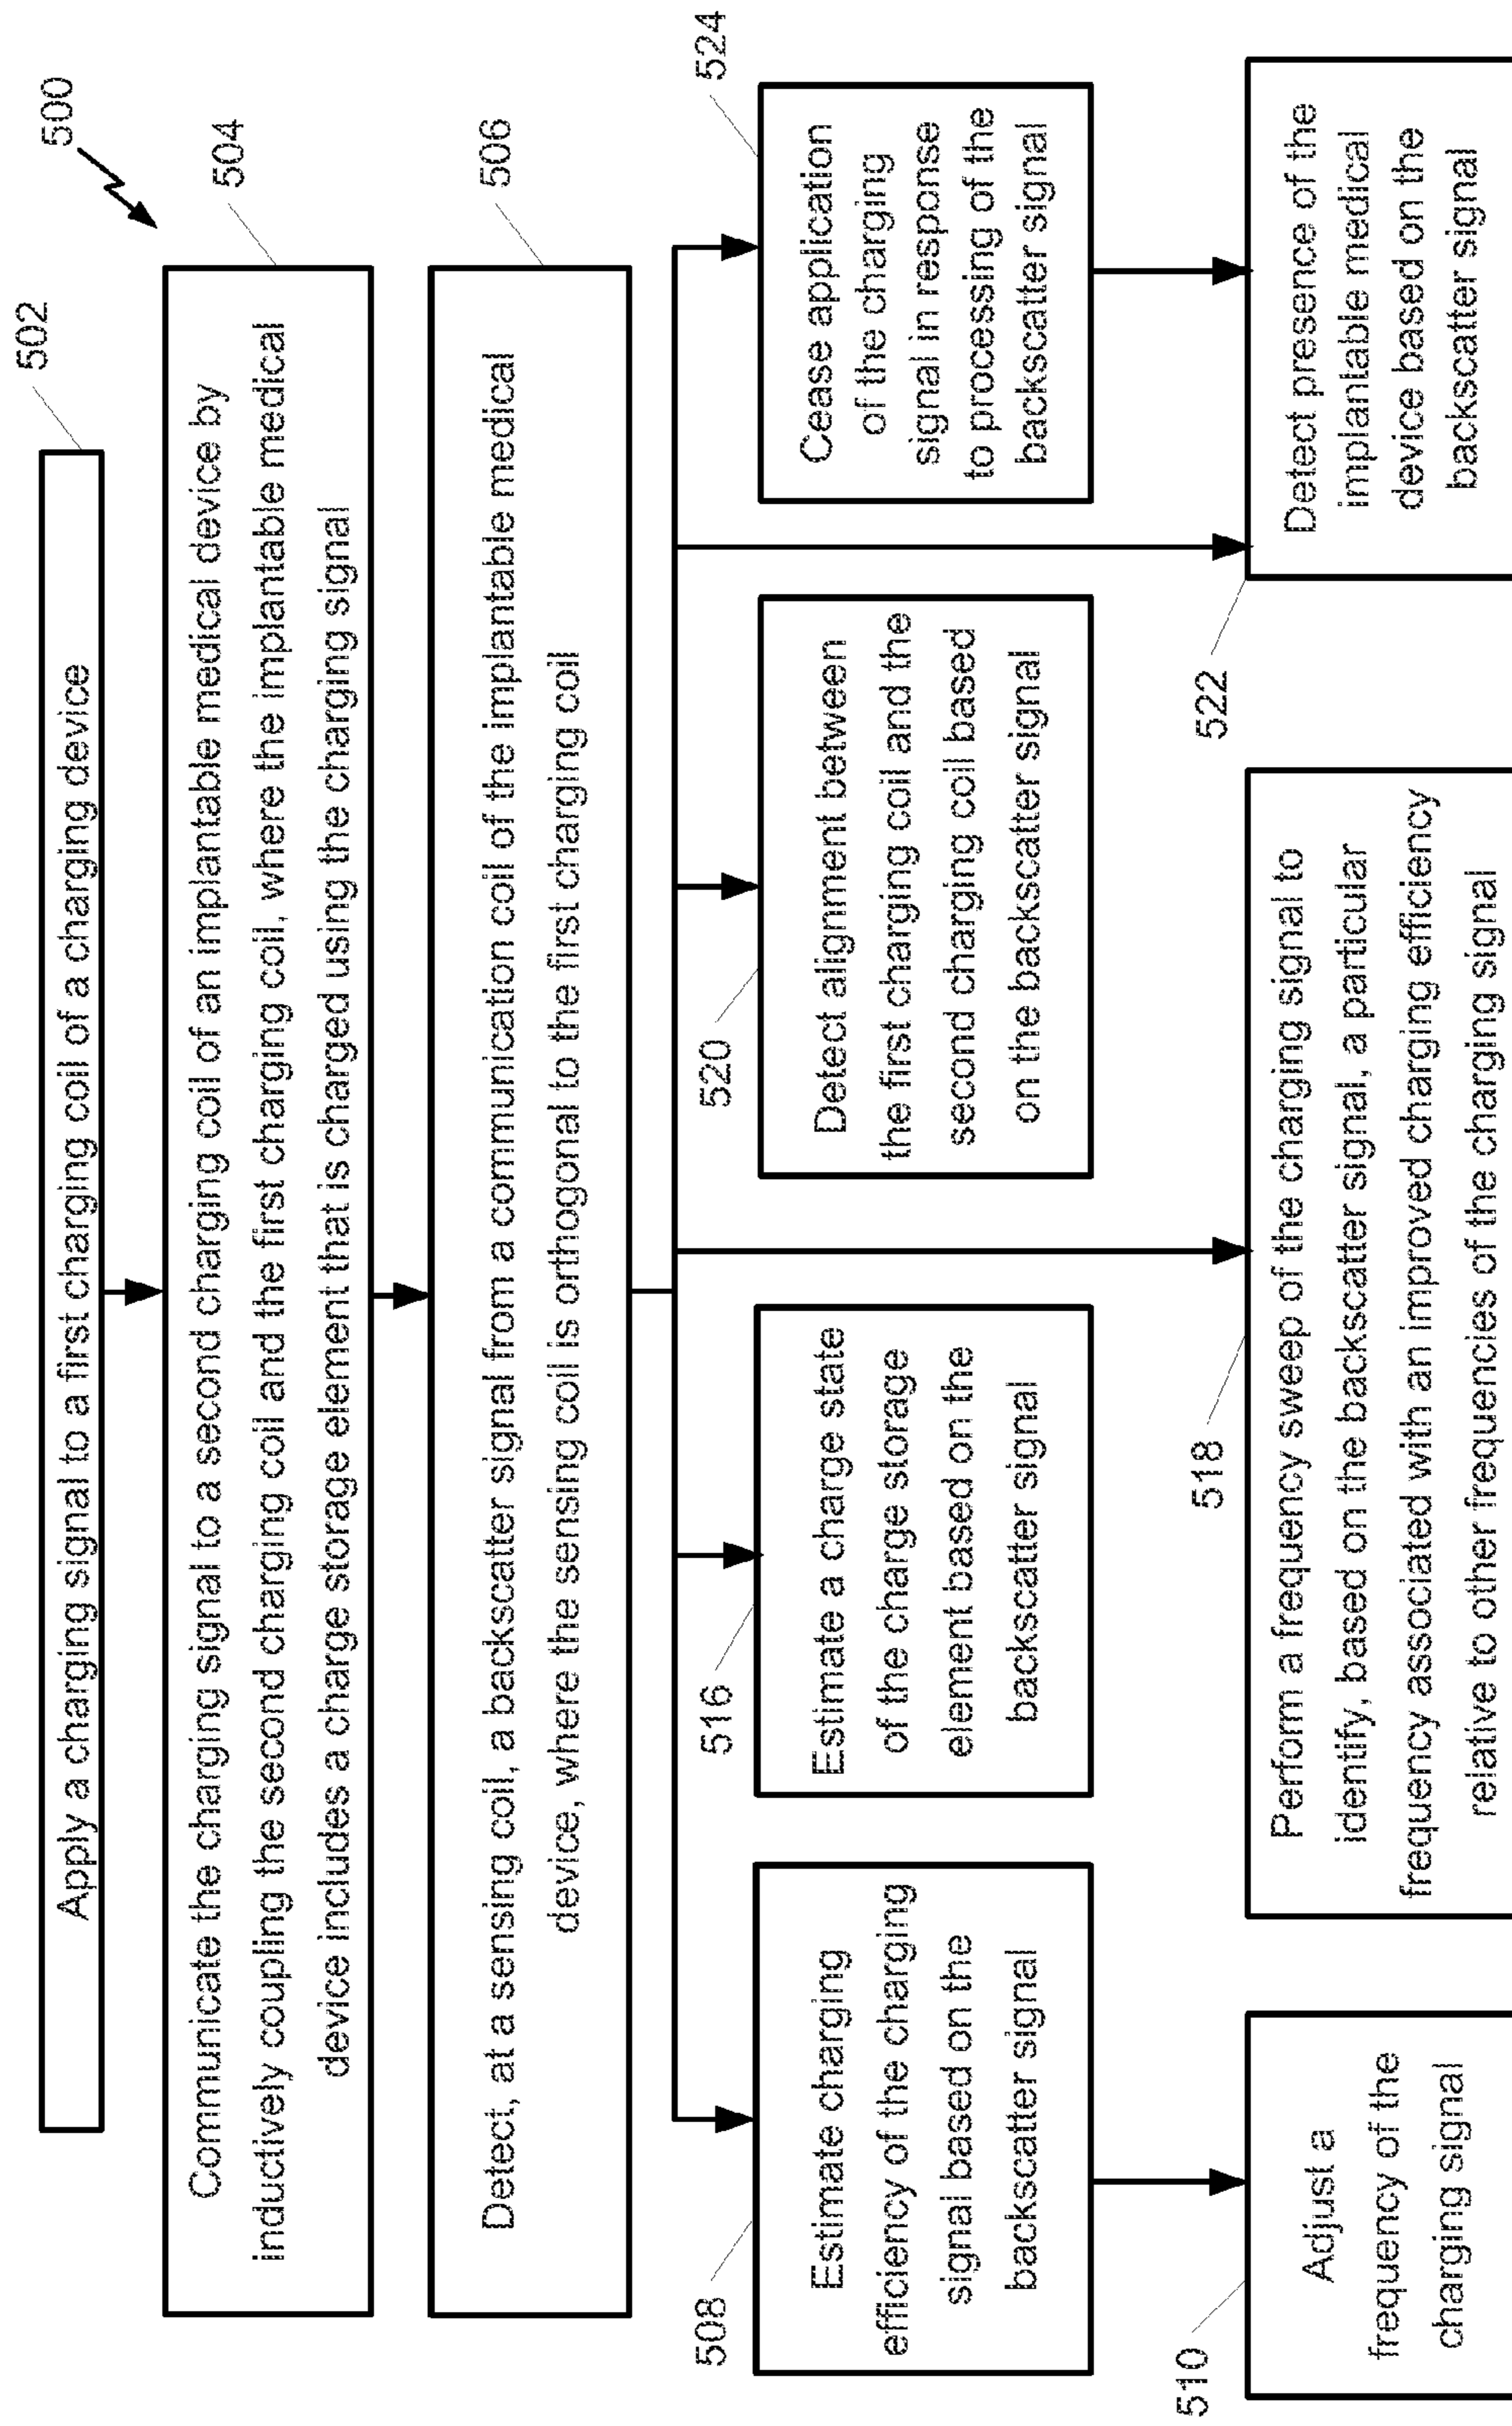 500
502
Apply a charging signal to a first charging coil of a charging device
504
Communicate the charging signal to a second charging coil of an implantable medical device by
inductively coupling the second charging coil and the first charging coil, where the implantable medical
device includes a charge storage element that is charged using the charging signal
506
Detect, at a sensing coil, a backscatter signal from a communication coil of the implantable medical
device, where the sensing coil is orthogonal to the first charging coil
508
Estimate charging
efficiency of the charging
signal based on the
backscatter signal
516
Estimate a charge state
of the charge storage
element based on the
backscatter signal
520
Detect alignment between
the first charging coil and the
second charging coil based
on the backscatter signal
524
Cease application
of the charging
signal in response
to processing of the
backscatter signal
510
Adjust a
frequency of the
charging signal
518
Perform a frequency sweep of the charging signal to
identify, based on the backscatter signal, a particular
frequency associated with an improved charging efficiency
relative to other frequencies of the charging signal
522
Detect presence of the
implantable medical
device based on the
backscatter signal